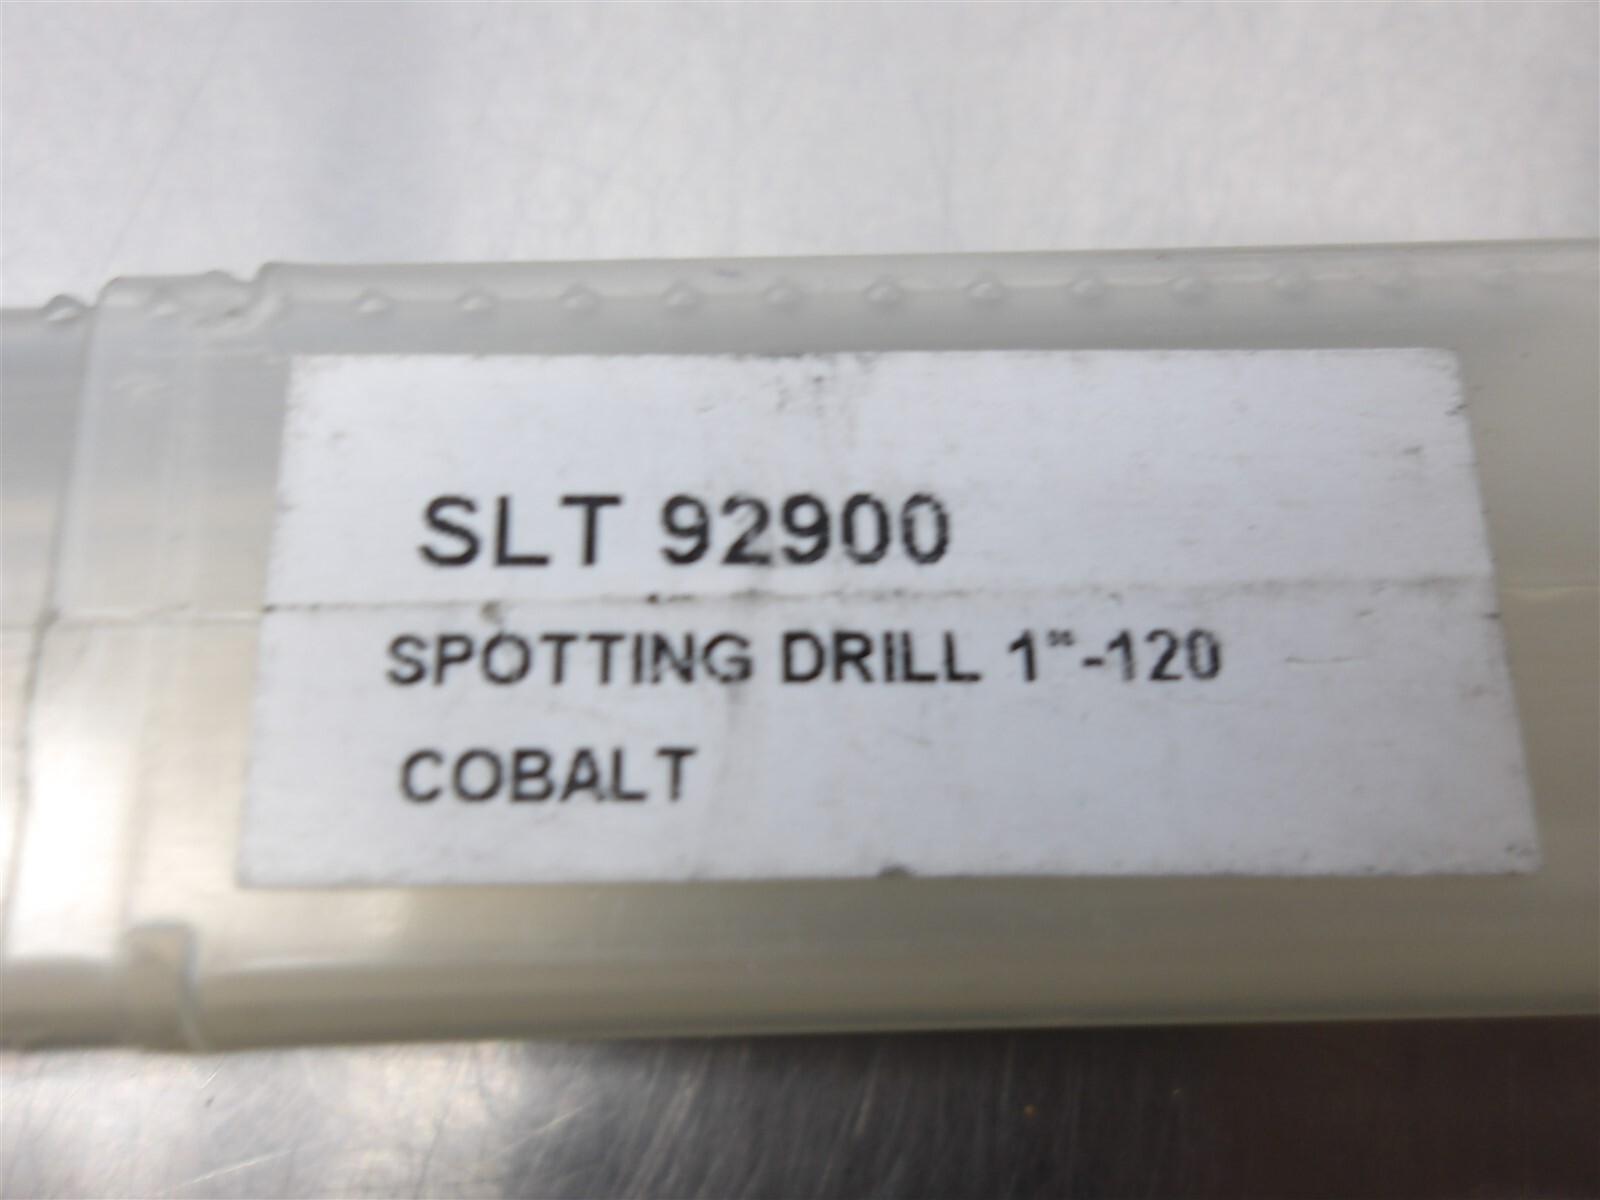 SLT 92900
SPOTTING DRILL 1"-120
COBALT